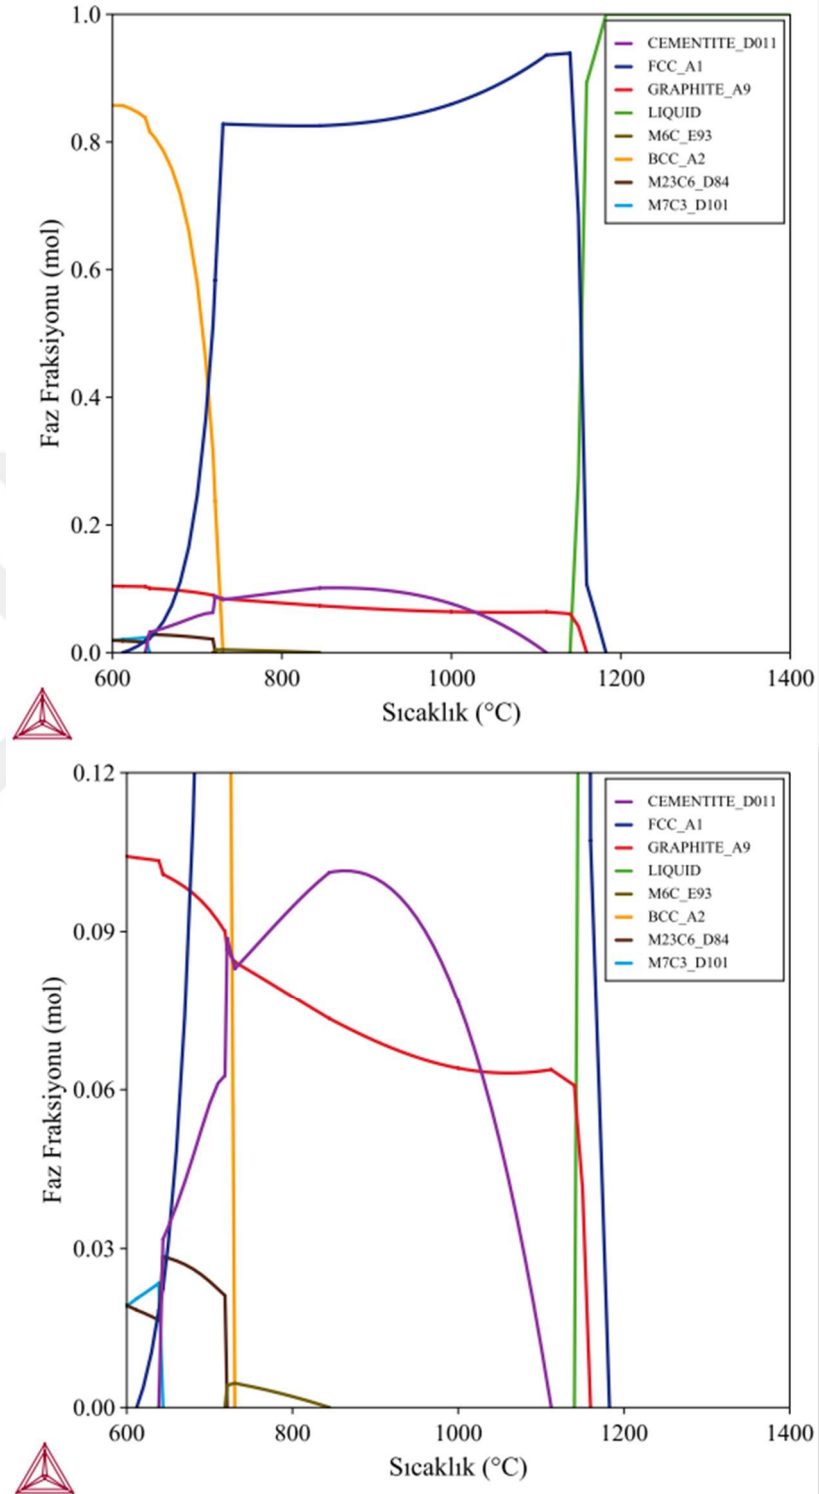 1.0
0.8
0.6
0.4
0.2
0.0
Faz Fraksiyonu (mol)
CEMENTITE_D011
FCC_A1
GRAPHITE_A9
LIQUID
M6C_E93
BCC_A2
M23C6_D84
M7C3_D101
600 800 1000 1200 1400
Sıcaklık (°C)
0.12
0.09
0.06
0.03
0.00
Faz Fraksiyonu (mol)
CEMENTITE_D011
FCC_A1
GRAPHITE_A9
LIQUID
M6C_E93
BCC_A2
M23C6_D84
M7C3_D101
600 800 1000 1200 1400
Sıcaklık (°C)